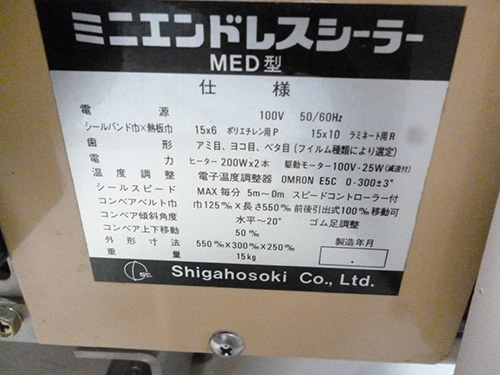 ミニエンドレスシーラー
MED型
仕様
電源 100V 50/60Hz
シールバンド巾×熱板巾 15x6 ポリエチレン用P 15x10 ラミネート用R
歯形 アミ目、ヨコ目、ベタ目(フィルム種類により選定)
電力 ヒーター 200W×2本 駆動モーター100V-25W(減速付)
温度調整 電子温度調整器 OMRON E5C 0-300±3°
シールスピード MAX 毎分 5m~0m スピードコントローラー付
コンベアベルト巾 巾125%×長さ550% 前後引出式100%移動可
コンベア傾斜角度 水平~20° ゴム足調整
コンベア上下移動 50%
外形寸法 550%×300%×250% 製造年月
重量 15kg .
Shigahosoki Co., Ltd.